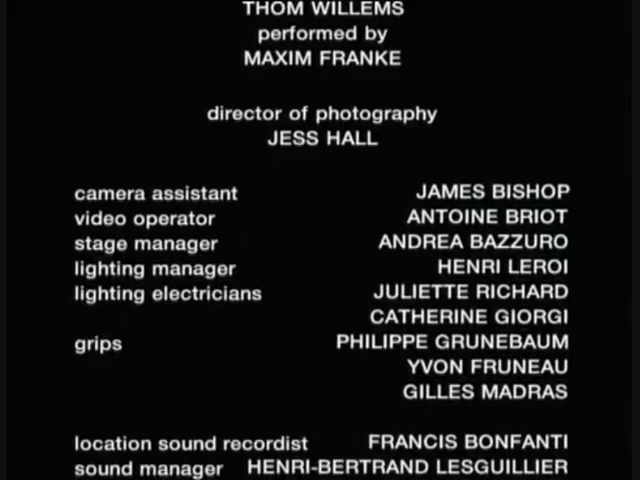 THOM WILLEMS
performed by
MAXIM FRANKE
director of photography
JESS HALL
camera assistant JAMES BISHOP
video operator ANTOINE BRIOT
stage manager ANDREA BAZZURO
lighting manager HENRI LEROI
lighting electricians JULIETTE RICHARD
CATHERINE GIORGI
grips PHILIPPE GRUNEBAUM
YVON FRUNEAU
GILLES MADRAS
location sound recordist FRANCIS BONFANTI
sound manager HENRI-BERTRAND LESGUILLIER